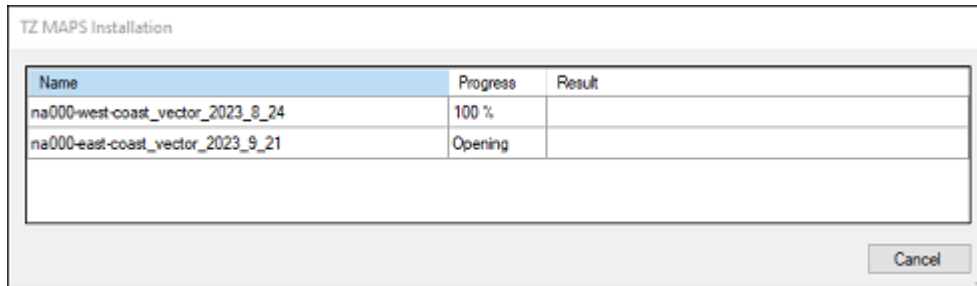 TZ MAPS Installation
Name Progress Result
na000-west-coast_vector_2023_8_24 100 %
na000-east-coast_vector_2023_9_21 Opening
Cancel